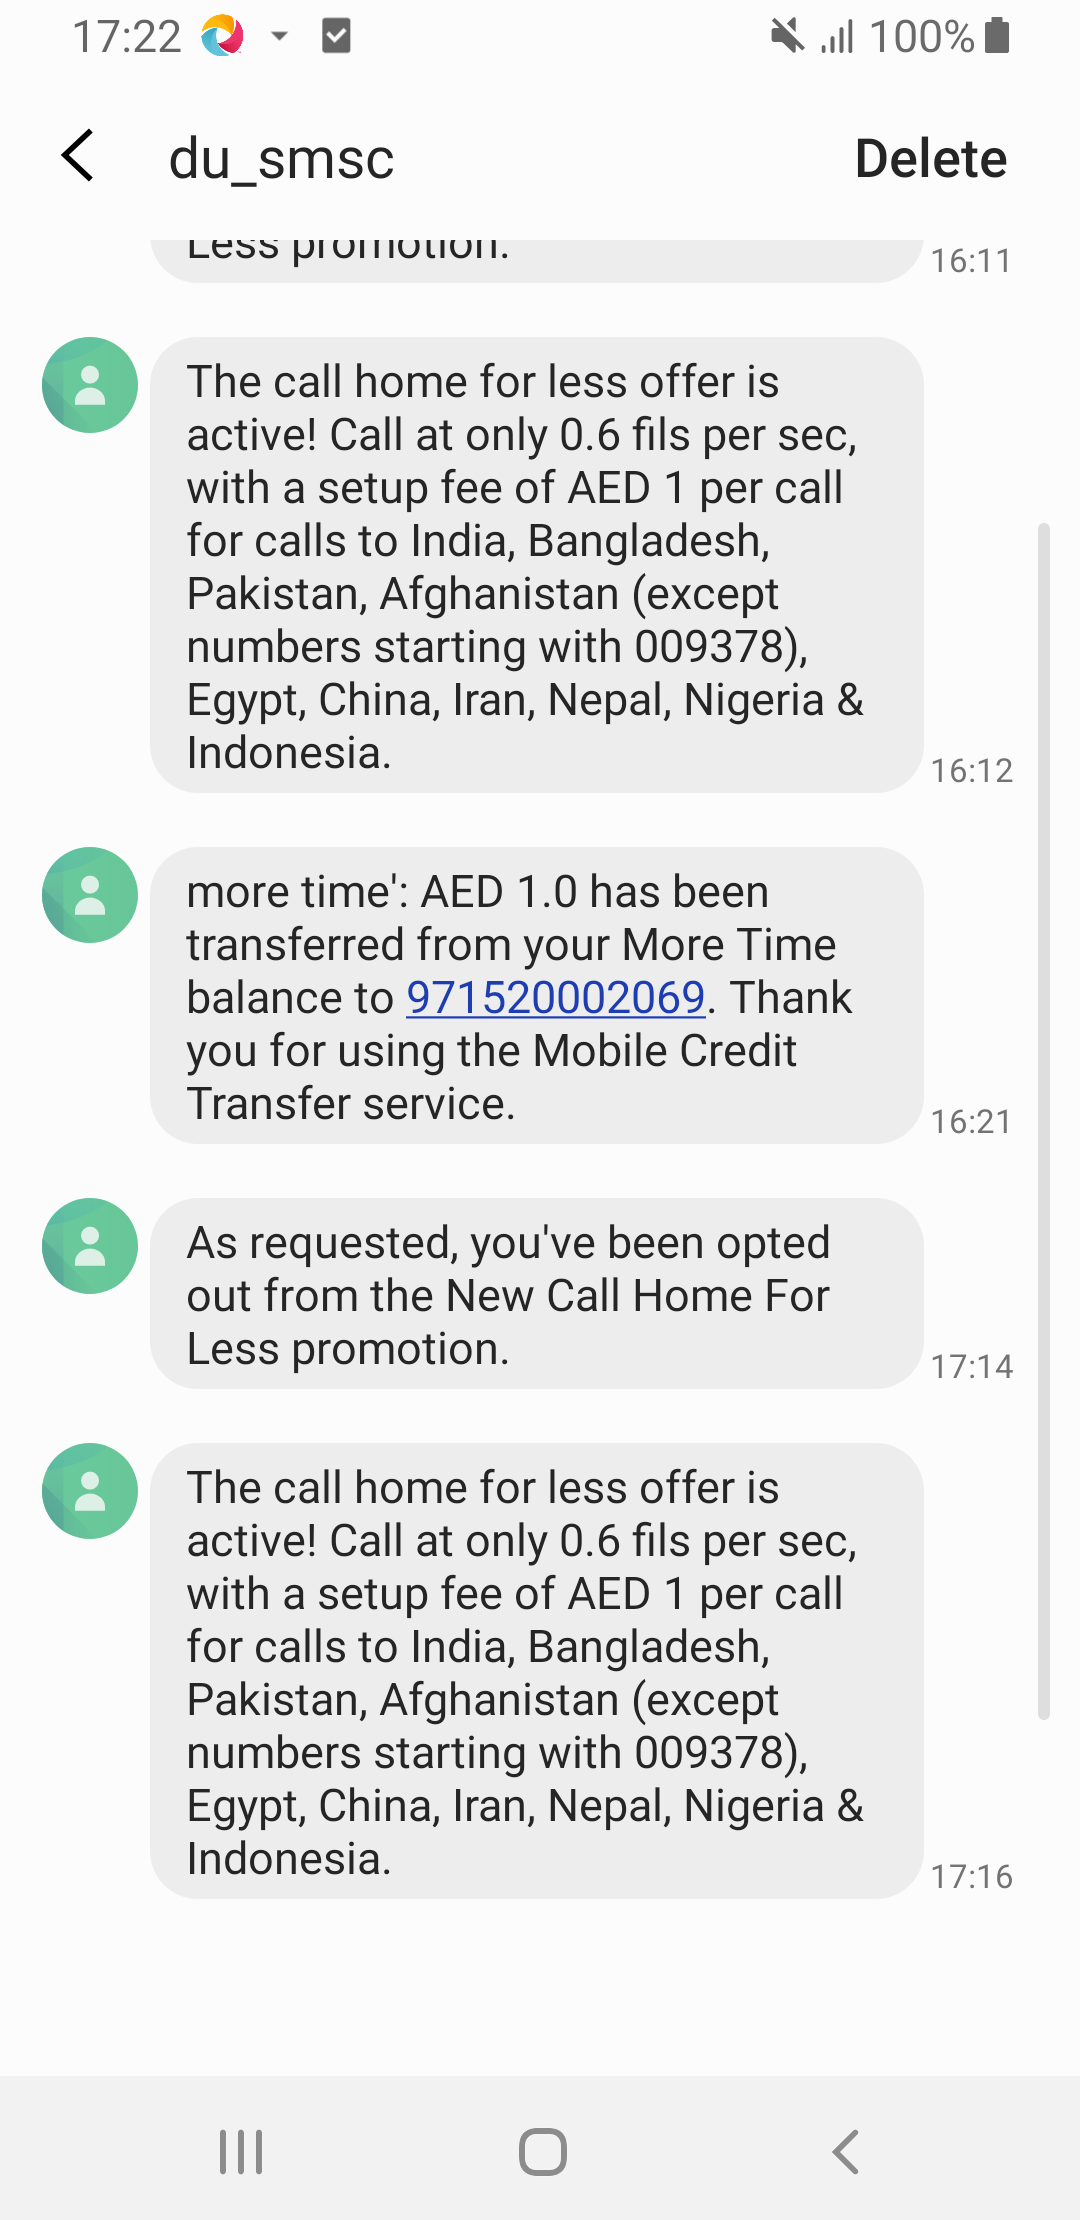 17:22
100%
du_smsc
Delete
Less promotion.
16:11
The call home for less offer is
active! Call at only 0.6 fils per sec,
with a setup fee of AED 1 per call
for calls to India, Bangladesh,
Pakistan, Afghanistan (except
numbers starting with 009378),
Egypt, China, Iran, Nepal, Nigeria &
Indonesia.
16:12
more time': AED 1.0 has been
transferred from your More Time
balance to 971520002069. Thank
you for using the Mobile Credit
Transfer service.
16:21
As requested, you've been opted
out from the New Call Home For
Less promotion.
17:14
The call home for less offer is
active! Call at only 0.6 fils per sec,
with a setup fee of AED 1 per call
for calls to India, Bangladesh,
Pakistan, Afghanistan (except
numbers starting with 009378),
Egypt, China, Iran, Nepal, Nigeria &
Indonesia.
17:16